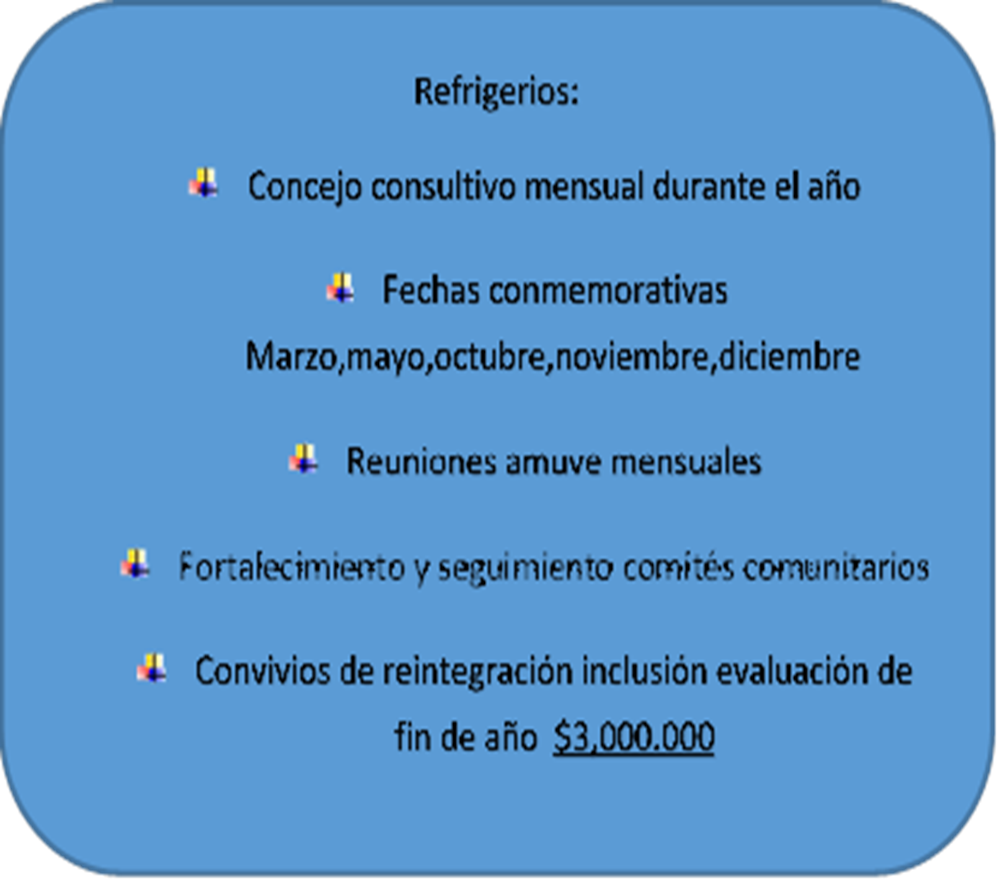 Refrigerios:
Concejo consultivo mensual durante el año
Fechas conmemorativas
Marzo,mayo,octubre,noviembre,diciembre
Reuniones amuve mensuales
Fortalecimiento y seguimiento comités comunitarios
Convivios de reintegración inclusión evaluación de
fin de año $3,000.000